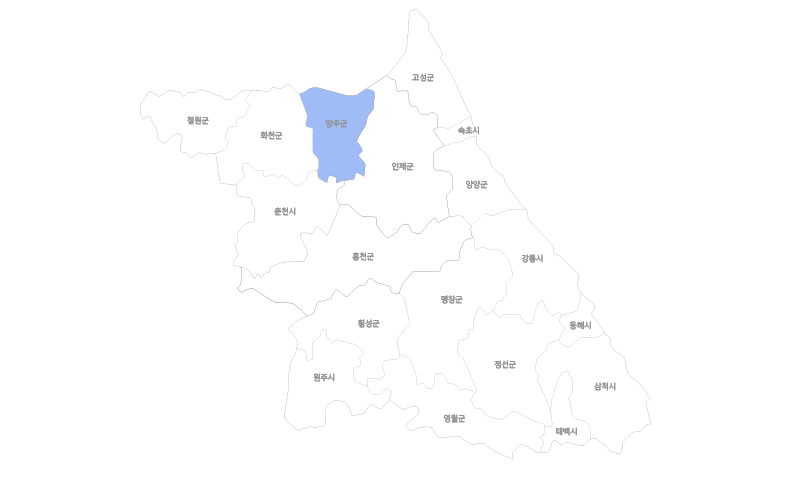 고성군
철원군
양주군
속초시
화천군
인제군
양양군
춘천시
홍천군
강릉시
평창군
횡성군
동해시
정선군
원주시
삼척시
영월군
태백시